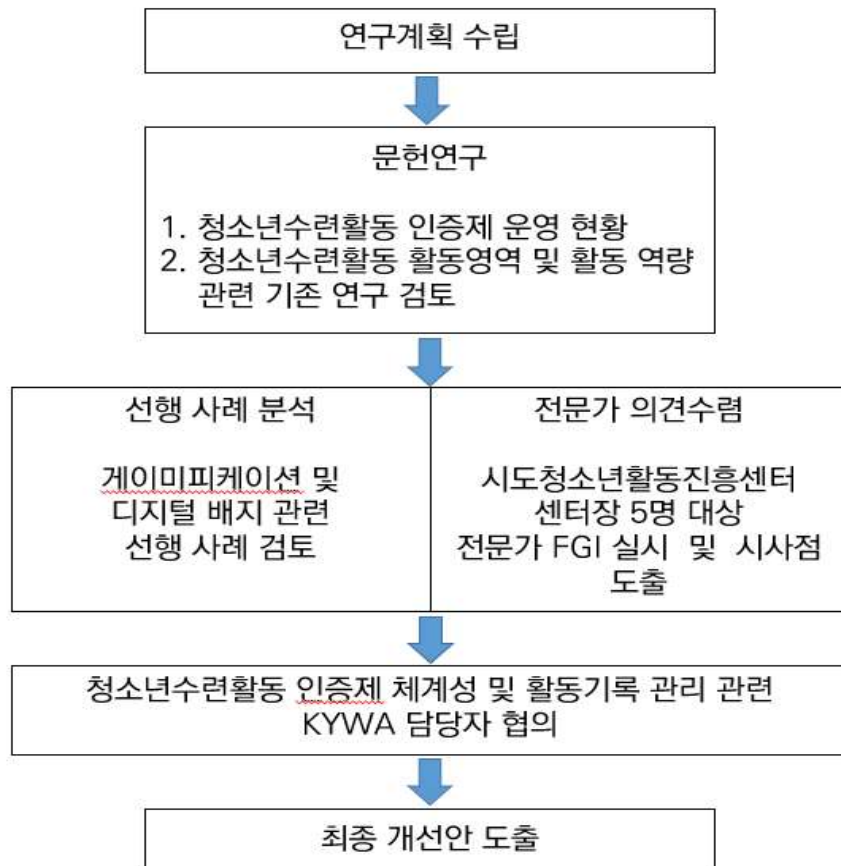 연구계획 수립
문헌연구
1. 청소년수련활동 인증제 운영 현황
2. 청소년수련활동 활동영역 및 활동 역량
관련 기존 연구 검토
선행 사례 분석
게이미피케이션 및
디지털 배지 관련
선행 사례 검토
전문가 의견수렴
시도청소년활동진흥센터
센터장 5명 대상
전문가 FGI 실시 및 시사점
도출
청소년수련활동 인증제 체계성 및 활동기록 관리 관련
KYWA 담당자 협의
최종 개선안 도출